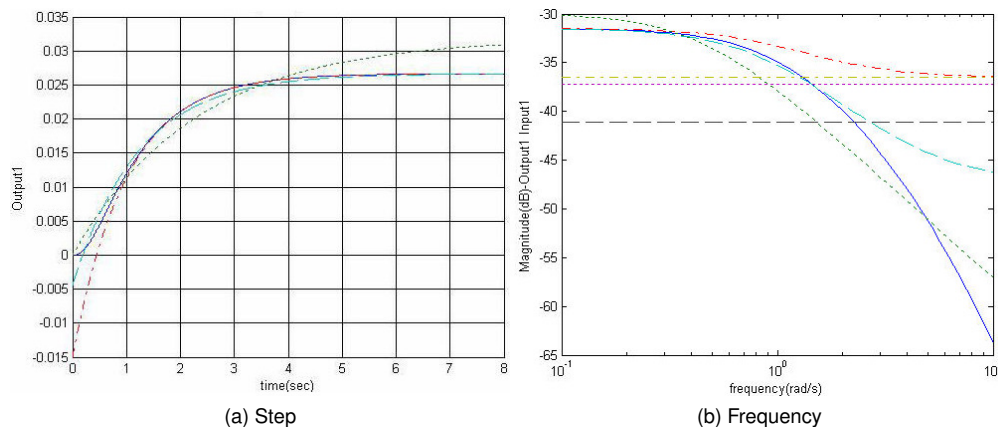 0.035
0.03
0.025
0.02
0.015
0.01
0.005
0
-0.005
-0.01
-0.015
Output1
0 1 2 3 4 5 6 7 8
time(sec)
(a) Step
-30
-35
-40
-45
-50
-55
-60
-65
Magnitude(dB)-Output1 Input1
10^-1 10^0 10
frequency(rad/s)
(b) Frequency